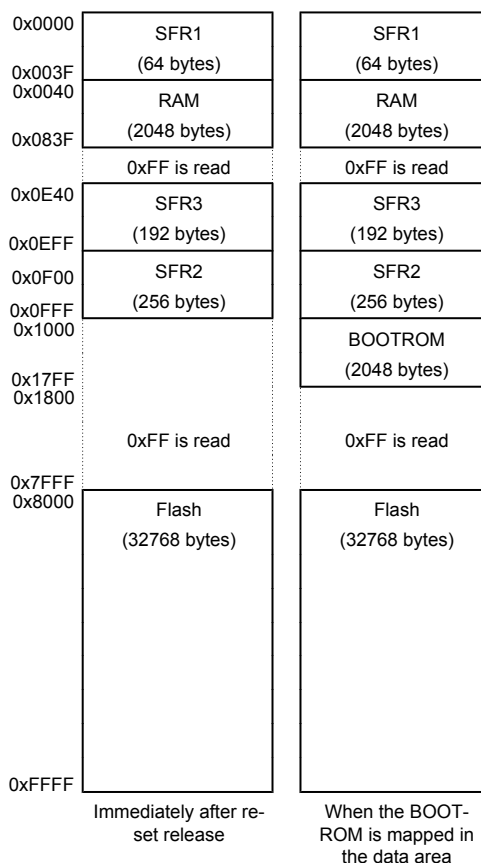 0x0000
0x003F
0x0040
0x083F
0x0E40
0x0EFF
0x0F00
0x0FFF
0x1000
0x17FF
0x1800
0x7FFF
0x8000
0xFFFF
SFR1
(64 bytes)
RAM
(2048 bytes)
0xFF is read
SFR3
(192 bytes)
SFR2
(256 bytes)
0xFF is read
Flash
(32768 bytes)
Immediately after re-
set release
SFR1
(64 bytes)
RAM
(2048 bytes)
0xFF is read
SFR3
(192 bytes)
SFR2
(256 bytes)
BOOTROM
(2048 bytes)
0xFF is read
Flash
(32768 bytes)
When the BOOT-
ROM is mapped in
the data area